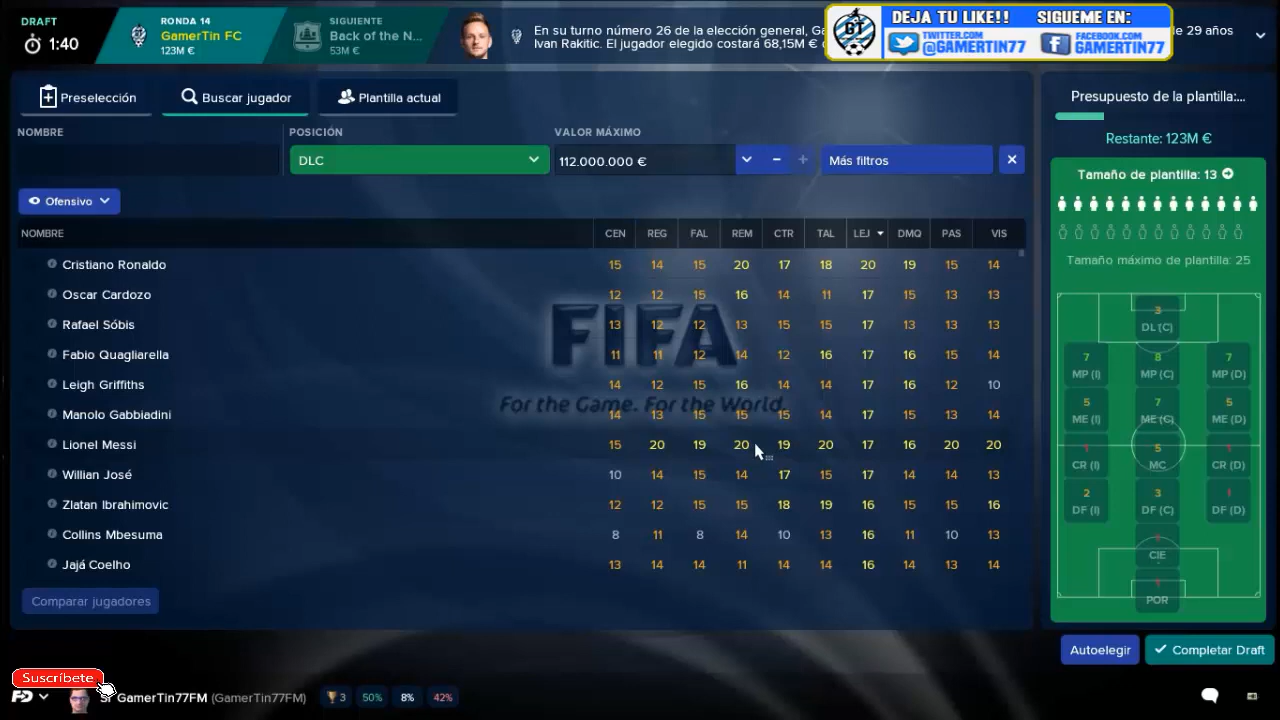 DRAFT
1:40
RONDA 14
GamerTin FC
123M €
SIGUIENTE
Back of the N...
53M €
En su turno número 26 de la elección general, Ga
Ivan Rakitic. El jugador elegido costará 68,15M €
de 29 años
DEJA TU LIKE!! SIGUEME EN:
GT
TWITTER.COM
@GAMERTIN77
FACEBOOK.COM
GAMERTIN77
Preselección
Buscar jugador
Plantilla actual
NOMBRE
POSICIÓN
VALOR MÁXIMO
DLC
112.000.000 €
Más filtros
Ofensivo
NOMBRE CEN REG FAL REM CTR TAL LEJ DMQ PAS VIS
Cristiano Ronaldo 15 14 15 20 17 18 20 19 15 14
Oscar Cardozo 12 12 15 16 14 11 17 15 13 13
Rafael Sóbis 13 12 12 13 15 15 17 13 13 13
Fabio Quagliarella 11 11 12 14 12 16 17 16 15 14
Leigh Griffiths 14 12 15 16 14 14 17 16 12 10
Manolo Gabbiadini 14 13 15 15 15 14 17 15 13 14
Lionel Messi 15 20 19 20 19 20 17 16 20 20
Willian José 10 14 15 14 17 15 17 14 14 13
Zlatan Ibrahimovic 12 12 15 15 18 19 16 15 15 16
Collins Mbesuma 8 11 8 14 10 13 16 11 10 13
Jajá Coelho 13 14 14 11 14 14 16 14 13 14
FIFA
For the Game. For the World.
Comparar jugadores
Presupuesto de la plantilla:...
Restante: 123M €
Tamaño de plantilla: 13
Tamaño máximo de plantilla: 25
3
DL (C)
7 8 7
MP (I) MP (C) MP (D)
5 7 5
ME (I) ME (C) ME (D)
1 5 1
CR (I) MC CR (D)
2 3 1
DF (I) DF (C) DF (D)
CIE
1
POR
Autoelegir
Completar Draft
Suscríbete
FD
Sr GamerTin77FM (GamerTin77FM)
3 50% 8% 42%